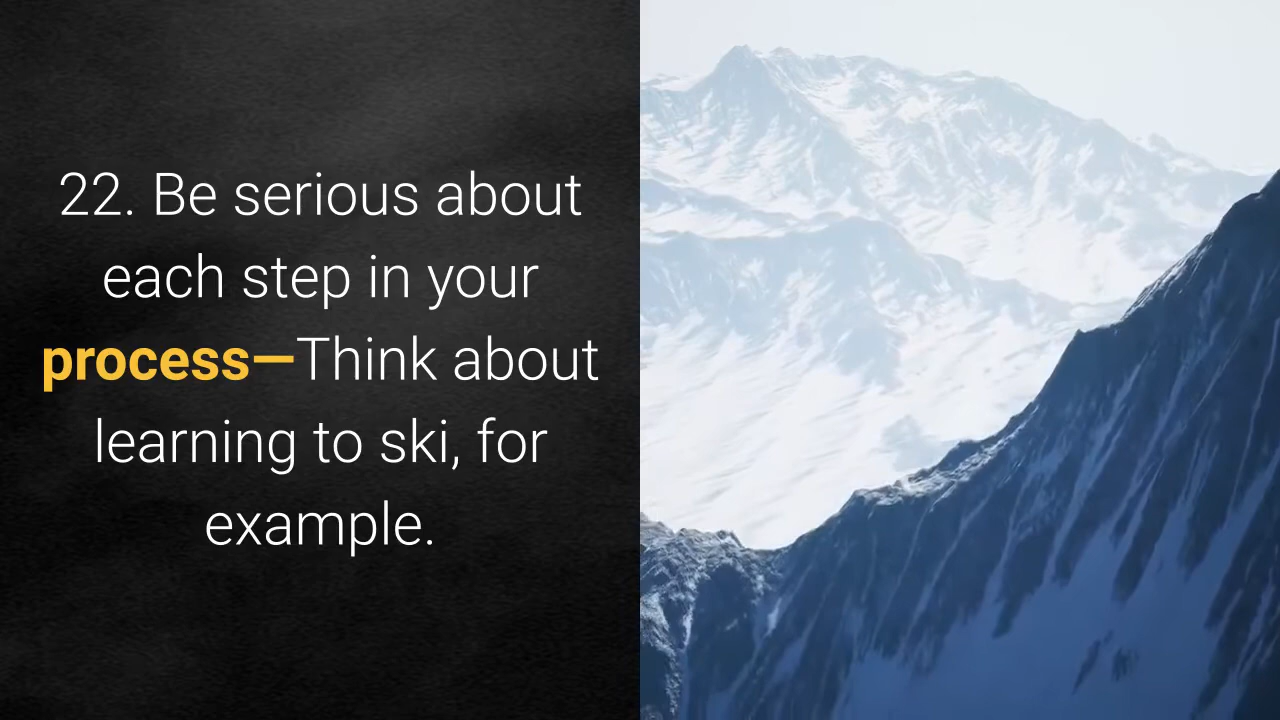 22. Be serious about
each step in your
process—Think about
learning to ski, for
example.